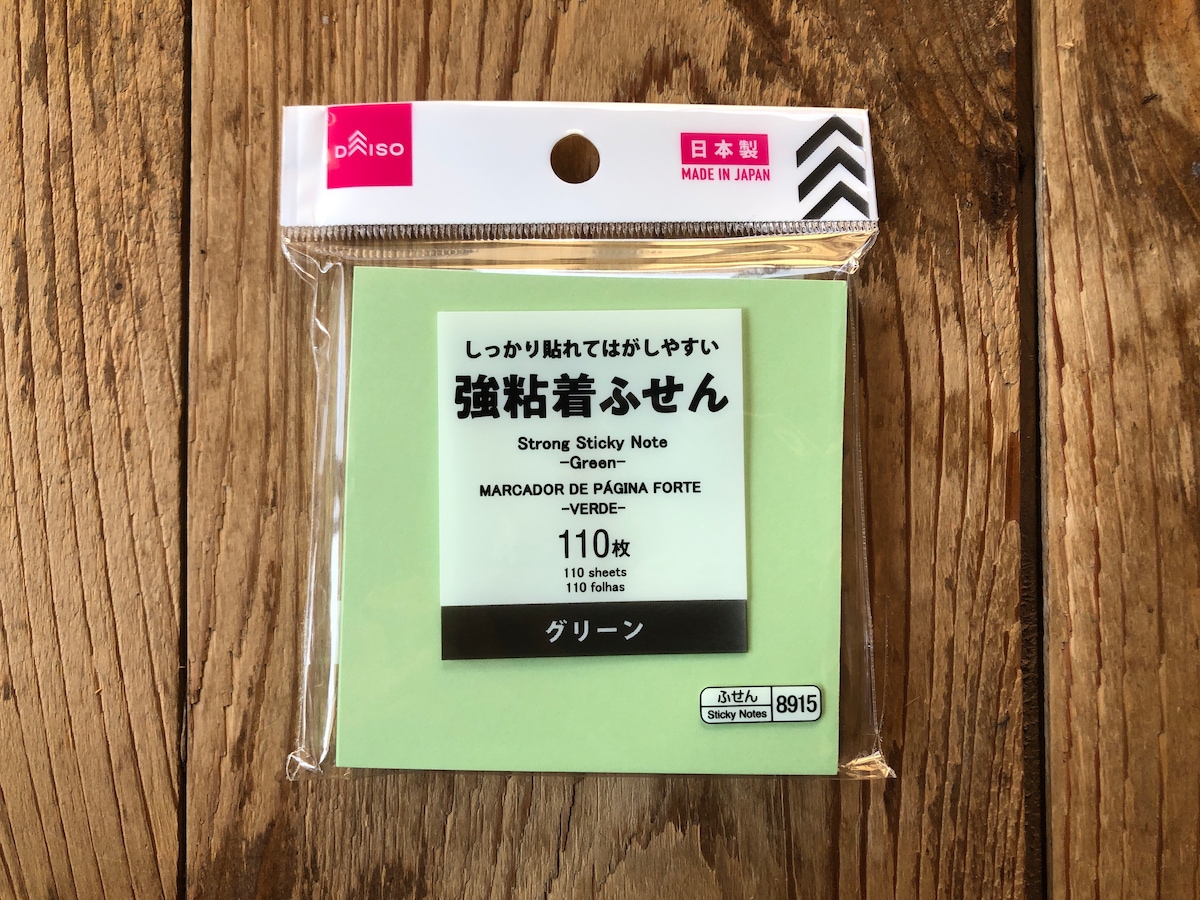 DAISO
日本製
MADE IN JAPAN
しっかり貼れてはがしやすい
強粘着ふせん
Strong Sticky Note
-Green-
MARCADOR DE PÁGINA FORTE
-VERDE-
110枚
110 sheets
110 folhas
グリーン
ふせん
Sticky Notes
8915